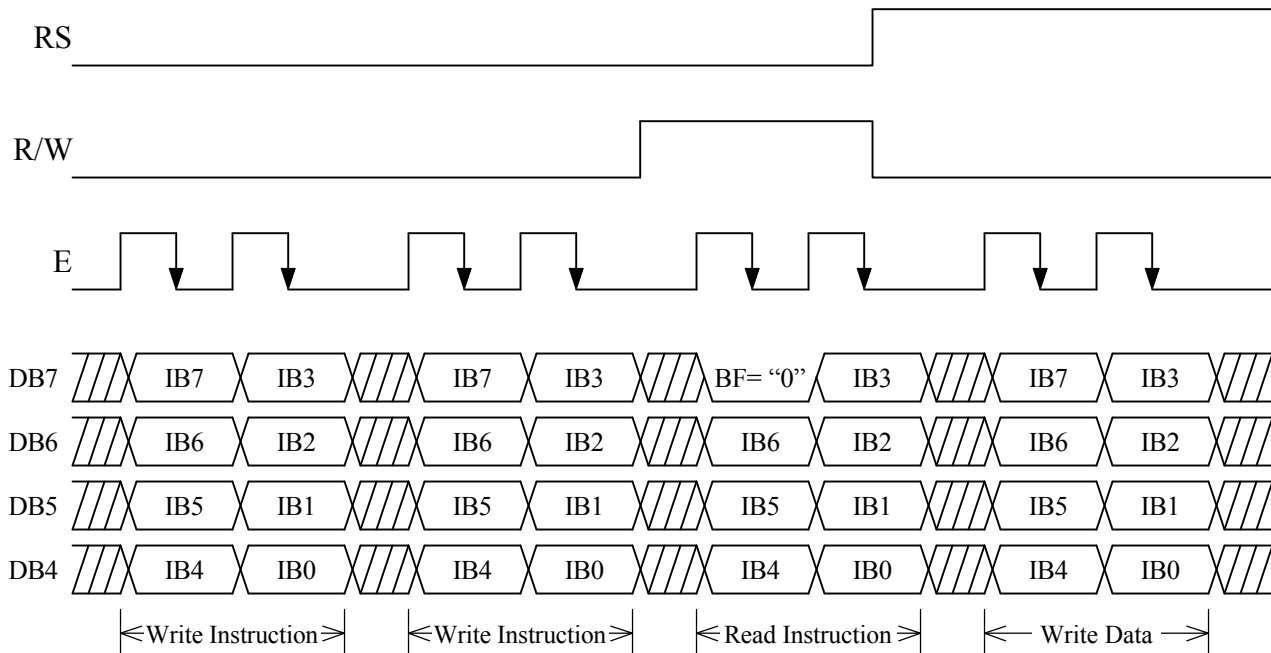 RS
R/W
E
DB7 IB7 IB3 IB7 IB3 BF= “0” IB3 IB7 IB3
DB6 IB6 IB2 IB6 IB2 IB6 IB2 IB6 IB2
DB5 IB5 IB1 IB5 IB1 IB5 IB1 IB5 IB1
DB4 IB4 IB0 IB4 IB0 IB4 IB0 IB4 IB0
Write Instruction Write Instruction Read Instruction Write Data